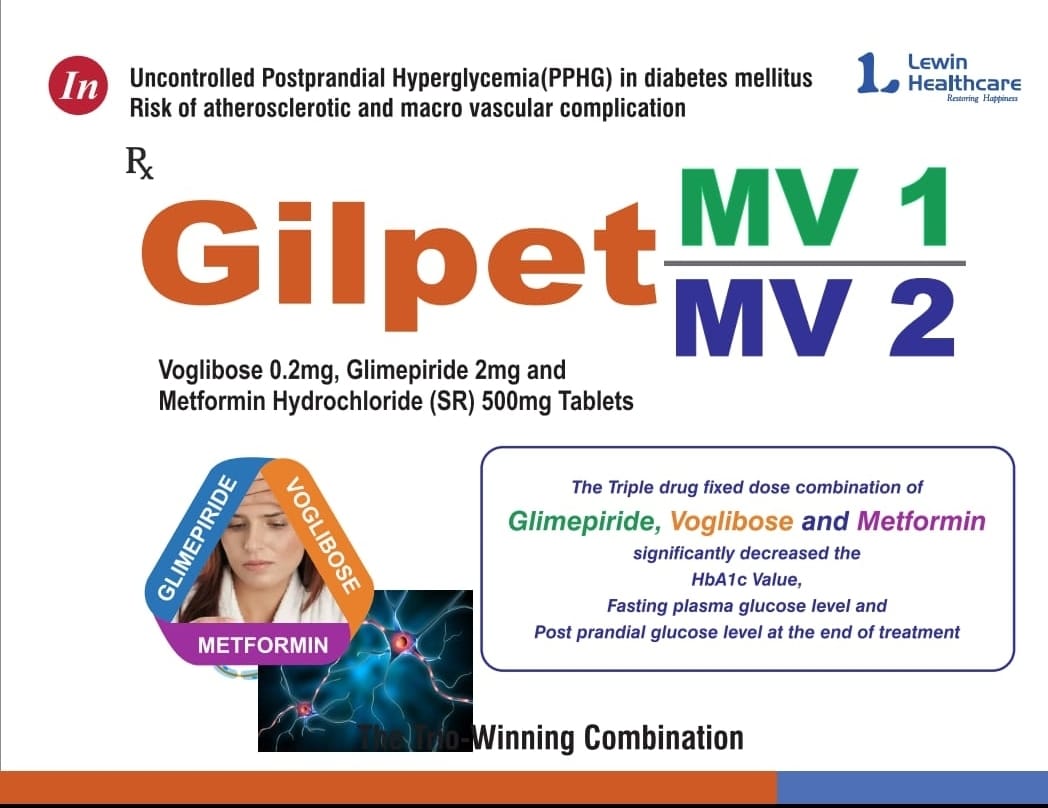 In
Uncontrolled Postprandial Hyperglycemia(PPHG) in diabetes mellitus
Risk of atherosclerotic and macro vascular complication
Lewin
Healthcare
Restoring Happiness
Rx
Gilpet
MV 1
MV 2
Voglibose 0.2mg, Glimepiride 2mg and
Metformin Hydrochloride (SR) 500mg Tablets
GLIMEPIRIDE
VOGLIBOSE
METFORMIN
The Triple drug fixed dose combination of
Glimepiride, Voglibose and Metformin
significantly decreased the
HbA1c Value,
Fasting plasma glucose level and
Post prandial glucose level at the end of treatment
The Trio-Winning Combination